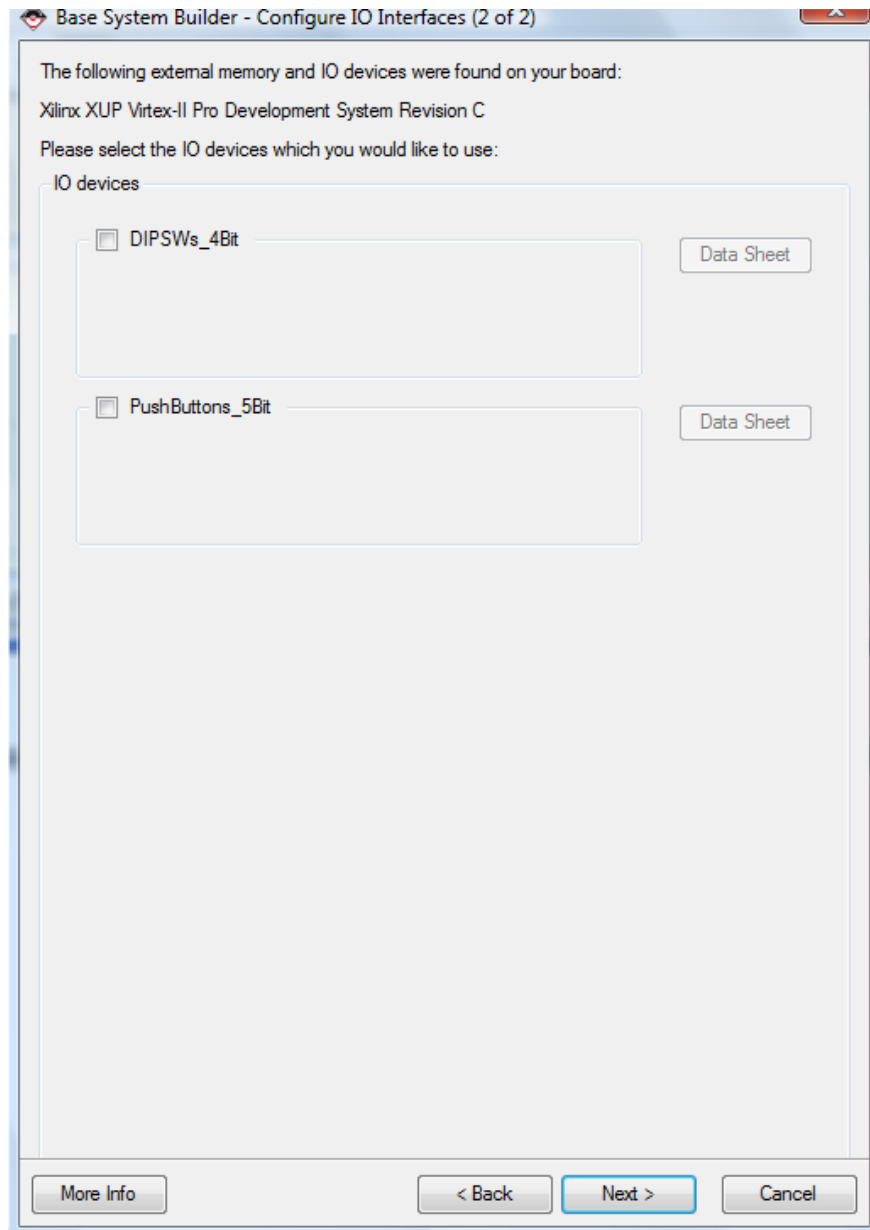 Base System Builder - Configure IO Interfaces (2 of 2)
The following external memory and IO devices were found on your board:
Xilinx XUP Virtex-II Pro Development System Revision C
Please select the IO devices which you would like to use:
IO devices
DIPSWs_4Bit
Data Sheet
PushButtons_5Bit
Data Sheet
More Info
< Back
Next >
Cancel